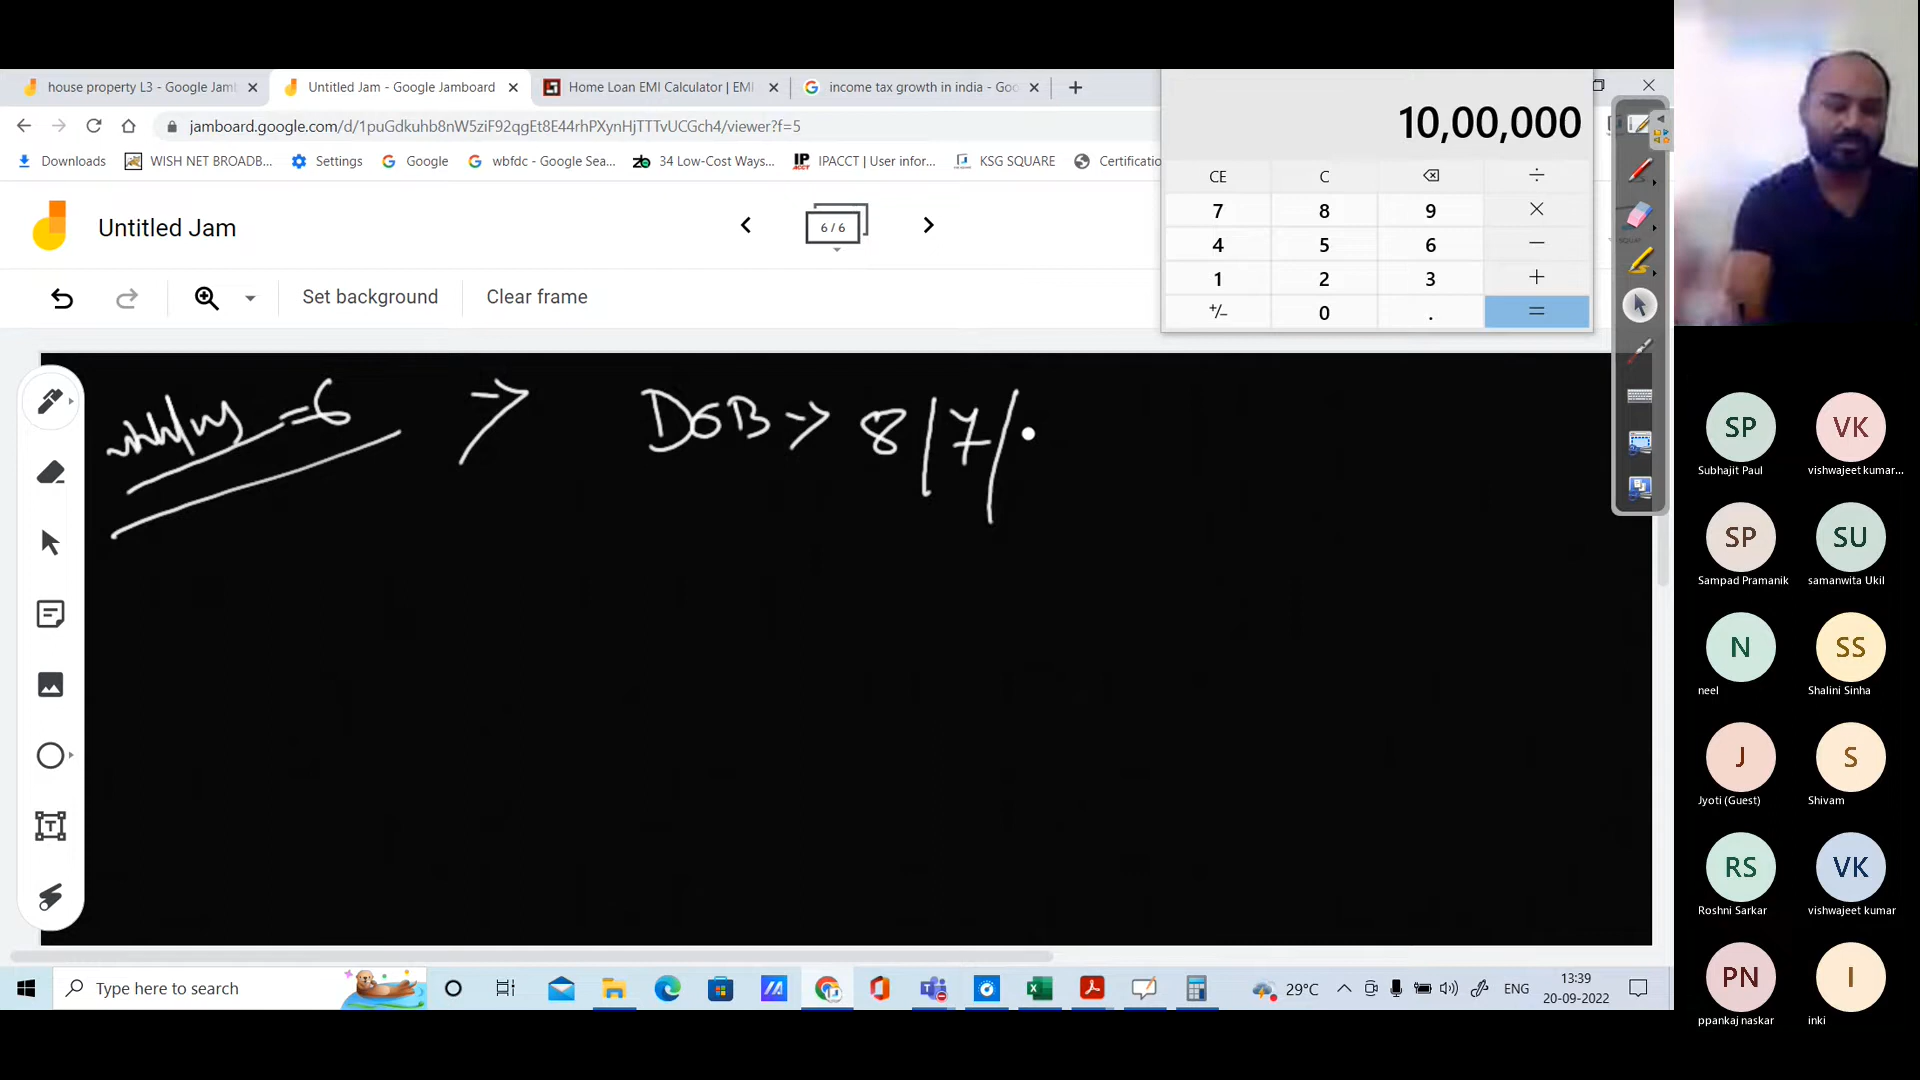 house property L3 - Google Jam
Untitled Jam - Google Jamboard
Home Loan EMI Calculator | EMI
income tax growth in india - Goo
jamboard.google.com/d/1puGdkuhb8nW5ziF92qgEt8E44rhPXynHjTTTvUCGch4/viewer?f=5
Downloads
WISH NET BROADB...
Settings
Google
wbfdc - Google Sea...
34 Low-Cost Ways...
IPACCT | User infor...
KSG SQUARE
Certificatio
Untitled Jam
6 / 6
Set background
Clear frame
10,00,000
CE C ⌫ ÷
7 8 9 ×
4 5 6 −
1 2 3 +
+/− 0 . =
=6
DOB → 8/7/
SP
Subhajit Paul
VK
vishwajeet kumar...
SP
Sampad Pramanik
SU
samanwita Ukil
N
neel
SS
Shalini Sinha
J
Jyoti (Guest)
S
Shivam
RS
Roshni Sarkar
VK
vishwajeet kumar
PN
ppankaj naskar
I
inki
Type here to search
29°C
ENG
13:39
20-09-2022